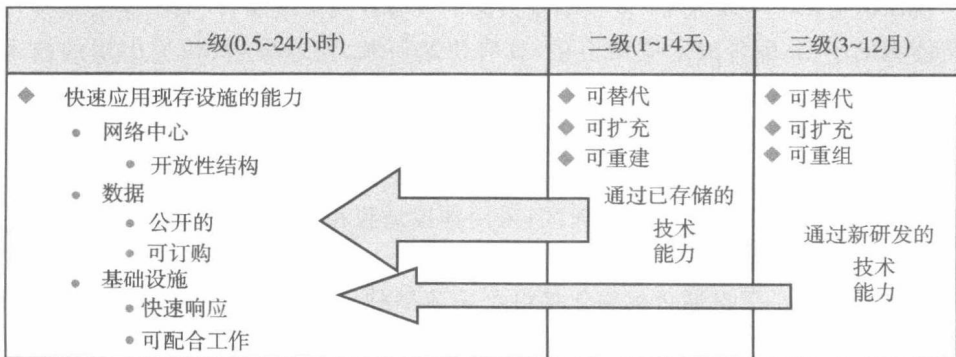 一级(0.5~24小时)
二级(1~14天)
三级(3~12月)
快速应用现存设施的能力
网络中心
开放性结构
数据
公开的
可订购
基础设施
快速响应
可配合工作
可替代
可扩充
可重建
通过已存储的
技术
能力
可替代
可扩充
可重组
通过新研发的
技术
能力